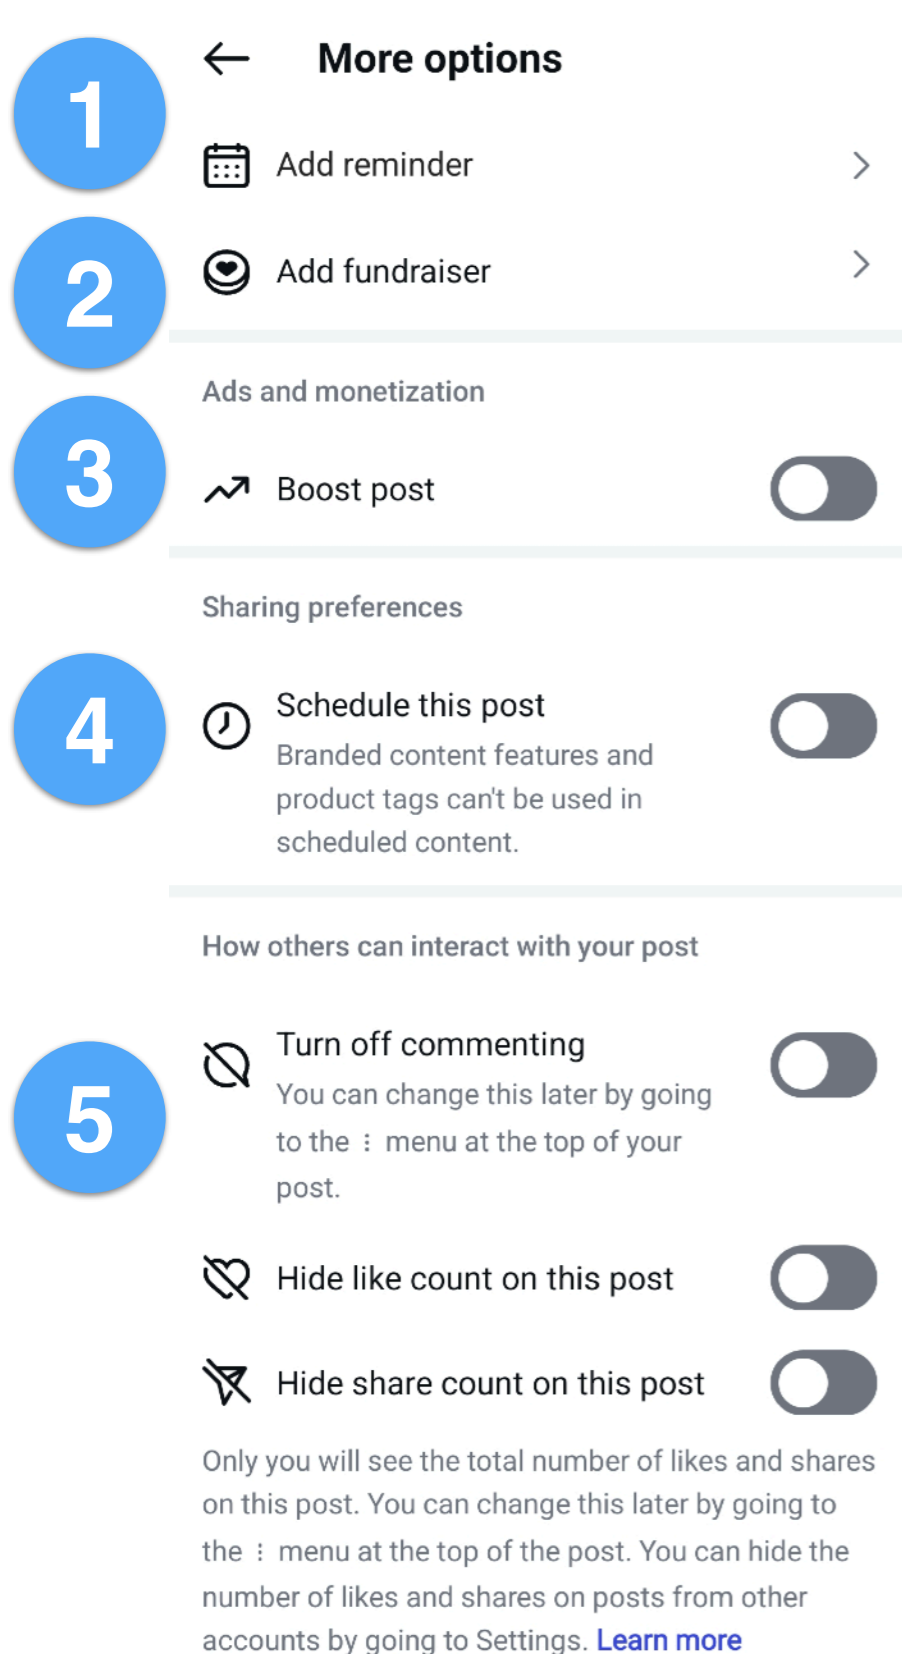 More options
1
Add reminder
2
Add fundraiser
Ads and monetization
3
Boost post
Sharing preferences
4
Schedule this post
Branded content features and
product tags can't be used in
scheduled content.
How others can interact with your post
5
Turn off commenting
You can change this later by going
to the ⋮ menu at the top of your
post.
Hide like count on this post
Hide share count on this post
Only you will see the total number of likes and shares
on this post. You can change this later by going to
the ⋮ menu at the top of the post. You can hide the
number of likes and shares on posts from other
accounts by going to Settings. Learn more